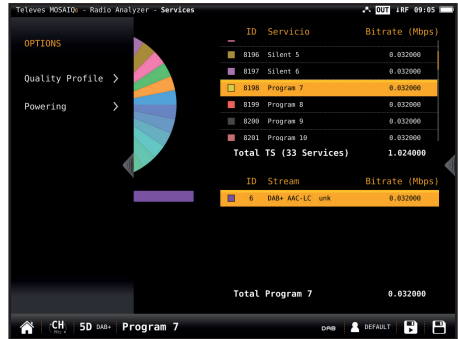 Televes MOSAIQ6 - Radio Analyzer - Services
OUT ↓RF 09:05
OPTIONS
Quality Profile >
Powering >
ID Servicio Bitrate (Mbps)
8196 Silent 5 0.032000
8197 Silent 6 0.032000
8198 Program 7 0.032000
8199 Program 8 0.032000
8200 Program 9 0.032000
8201 Program 10 0.032000
Total TS (33 Services) 1.024000
ID Stream Bitrate (Mbps)
6 DAB+ AAC-LC unk 0.032000
Total Program 7 0.032000
CH 5D DAB+ Program 7 DAB DEFAULT